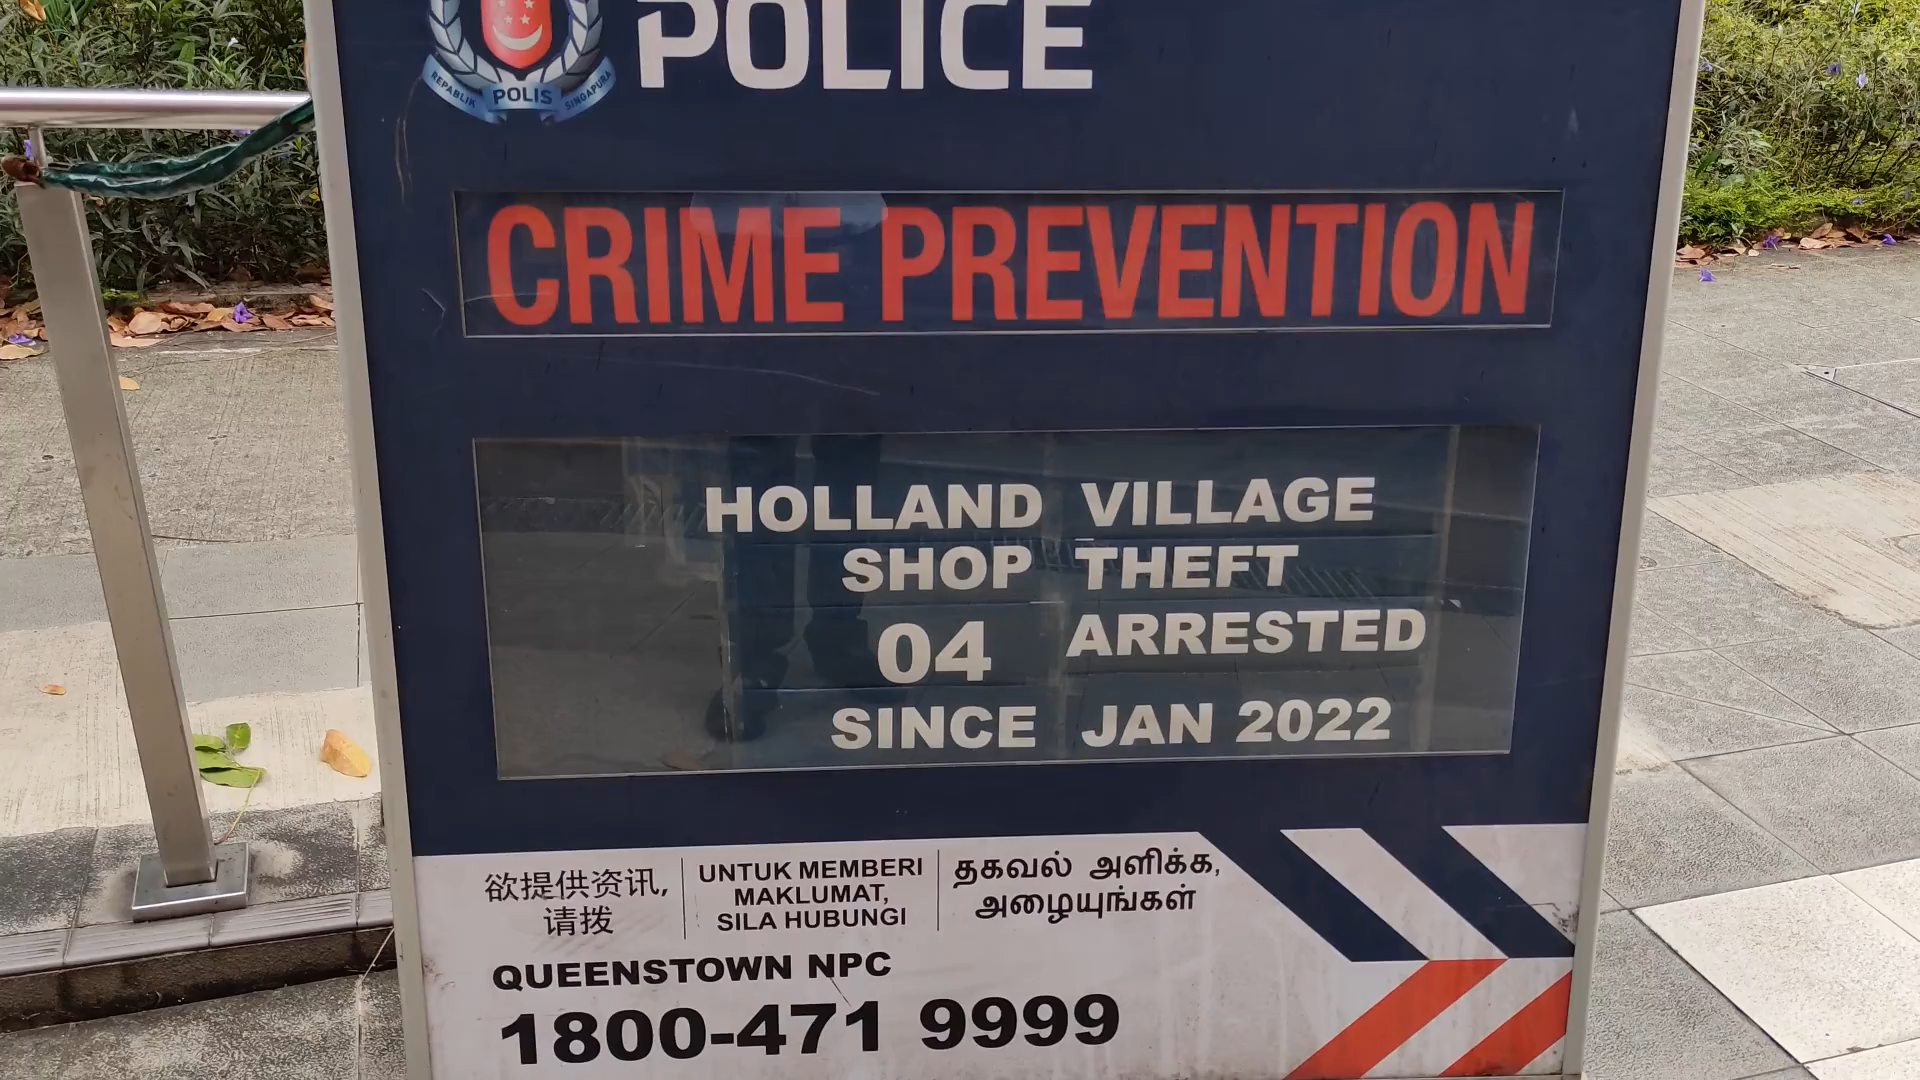 POLICE
REPABLIK POLIS SINGAPURA
CRIME PREVENTION
HOLLAND VILLAGE
SHOP THEFT
04 ARRESTED
SINCE JAN 2022
欲提供资讯,
请拨
UNTUK MEMBERI
MAKLUMAT,
SILA HUBUNGI
தகவல் அளிக்க,
அழையுங்கள்
QUEENSTOWN NPC
1800-471 9999